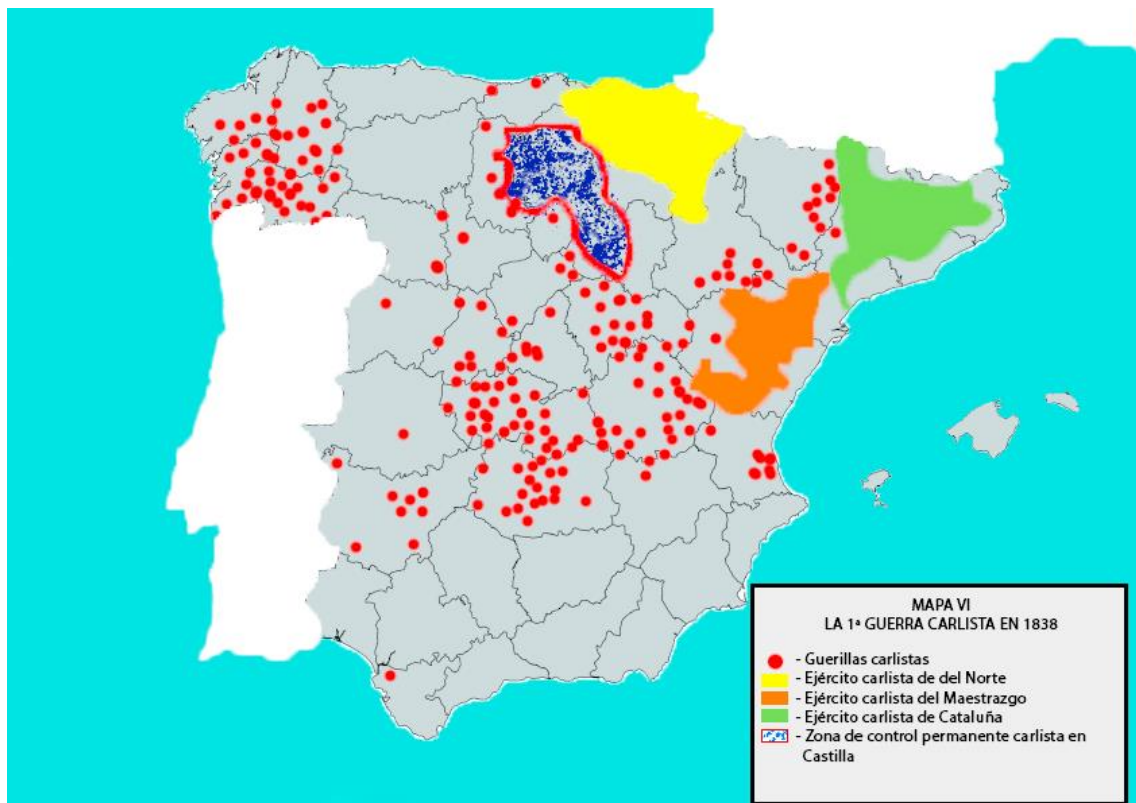 MAPA VI
LA 1ª GUERRA CARLISTA EN 1838
- Guerillas carlistas
- Ejército carlista de del Norte
- Ejército carlista del Maestrazgo
- Ejército carlista de Cataluña
- Zona de control permanente carlista en
Castilla